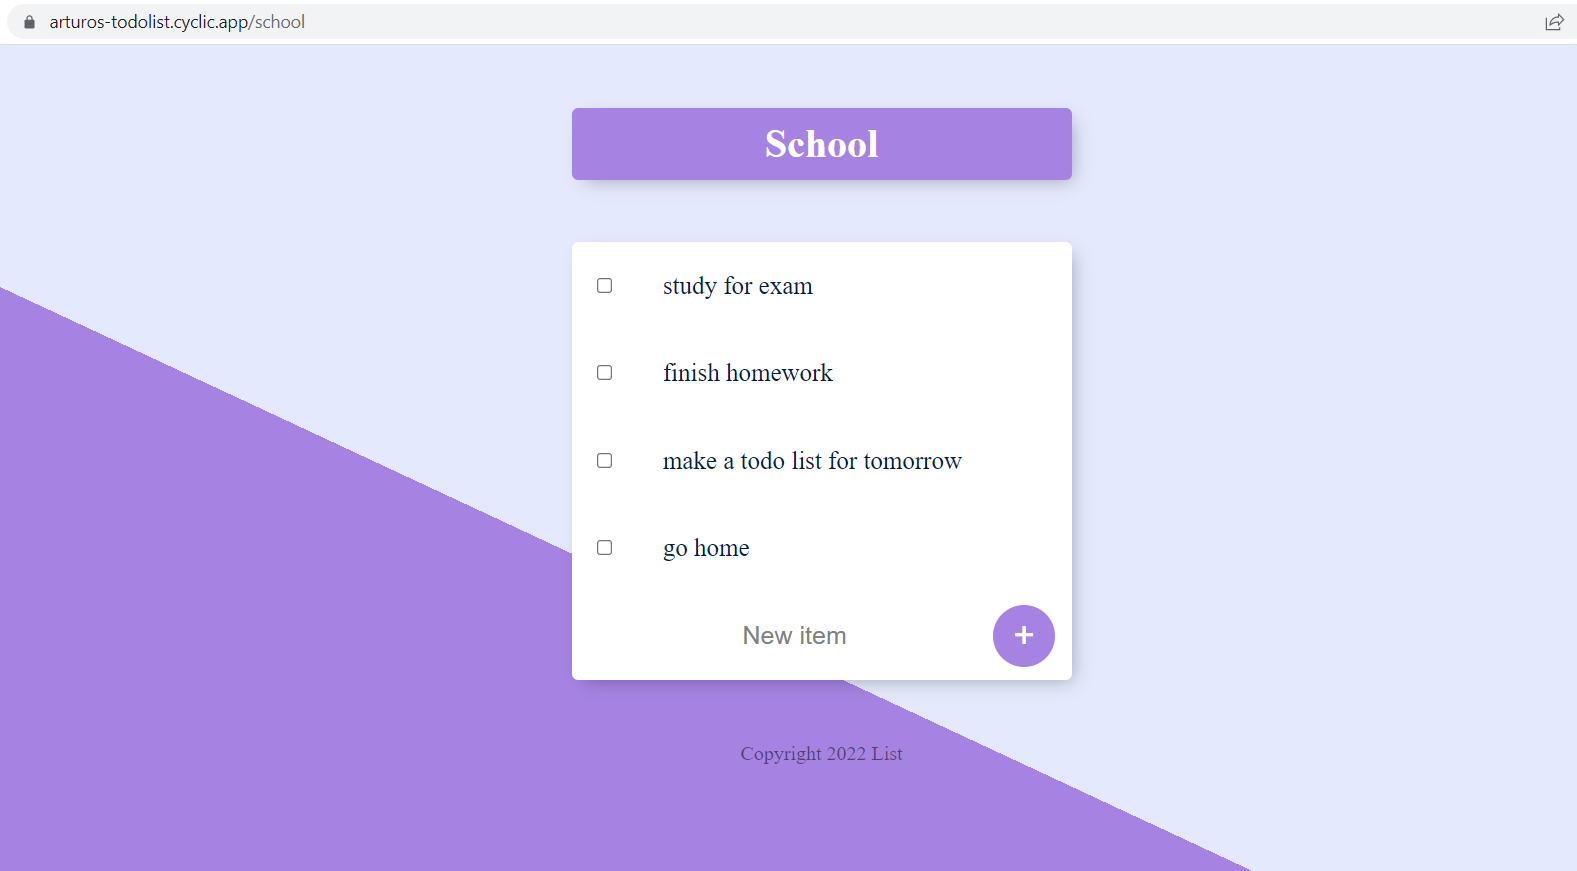 arturos-todolist.cyclic.app/school
School
study for exam
finish homework
make a todo list for tomorrow
go home
New item
+
Copyright 2022 List